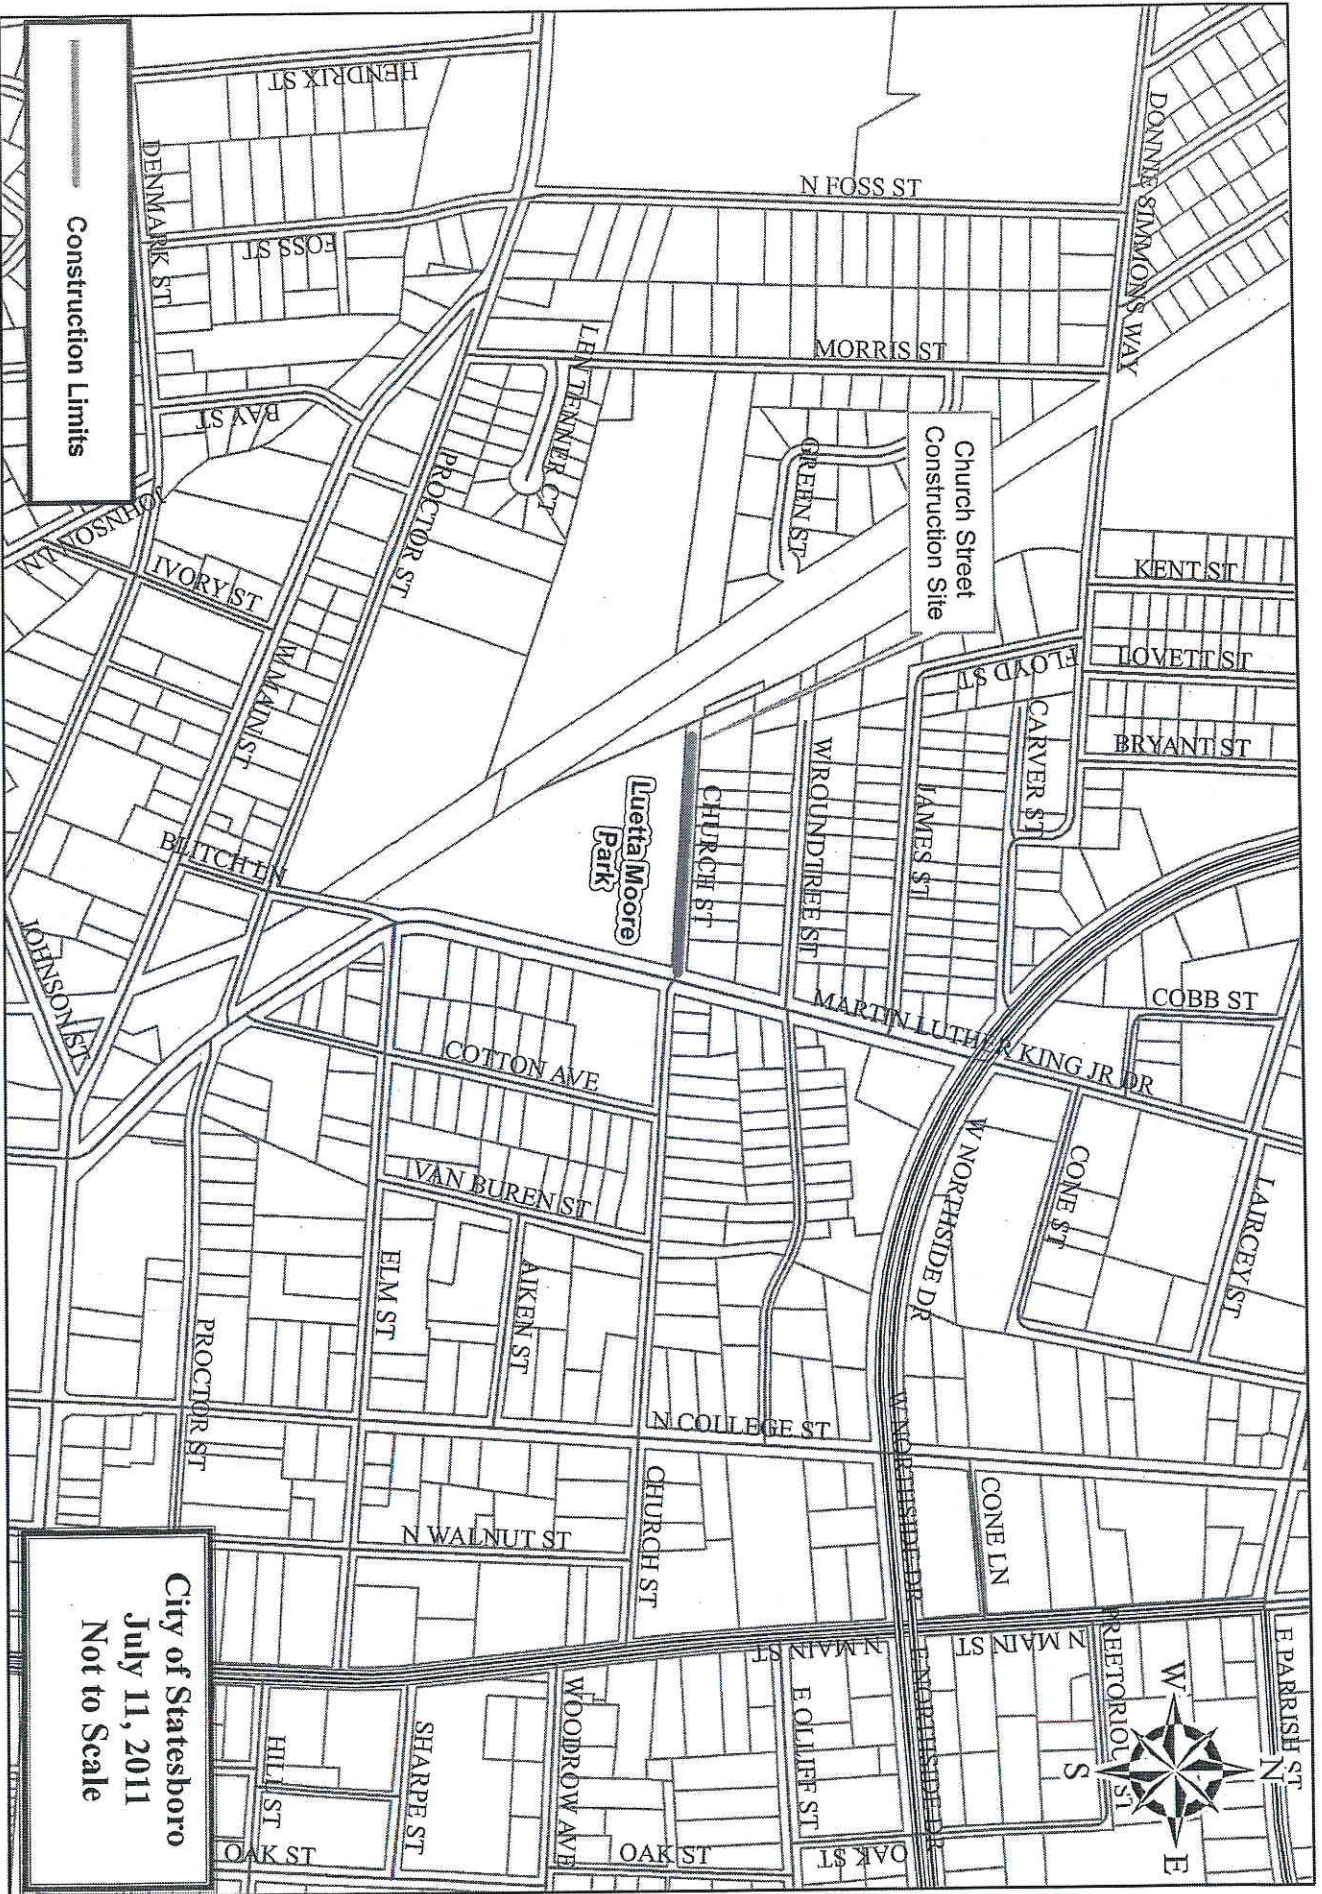 DONNIE SIMMONS WAY
HENDRIX ST
N FOSS ST
DENMARK ST
FOSS ST
LEN TENNER CT
MORRIS ST
BAY ST
PROCTOR ST
GREEN ST
Church Street
Construction Site
KENT ST
LOVETT ST
BRYANT ST
FLOYD ST
CARVER ST
JAMES ST
W ROUNDTREE ST
CHURCH ST
Luetta Moore
Park
JOHNSON LN
IVORY ST
W MAIN ST
BLITCH LN
JOHNSON ST
MARTIN LUTHER KING JR DR
COBB ST
LAIRCEY ST
CONE ST
W NORTHSIDE DR
COTTON AVE
VAN BUREN ST
AIKEN ST
ELM ST
PROCTOR ST
N COLLEGE ST
W NORTHSIDE DR
CONE LN
CHURCH ST
N WALNUT ST
N MAIN ST
N MAIN ST
E NORTHSIDE DR
PREETORIOUS ST
E PARRISH ST
E OLLIFF ST
WOODROW AVE
SHARPE ST
HILL ST
OAK ST
OAK ST
OAK ST
N
W
E
S
Construction Limits
City of Statesboro
July 11, 2011
Not to Scale